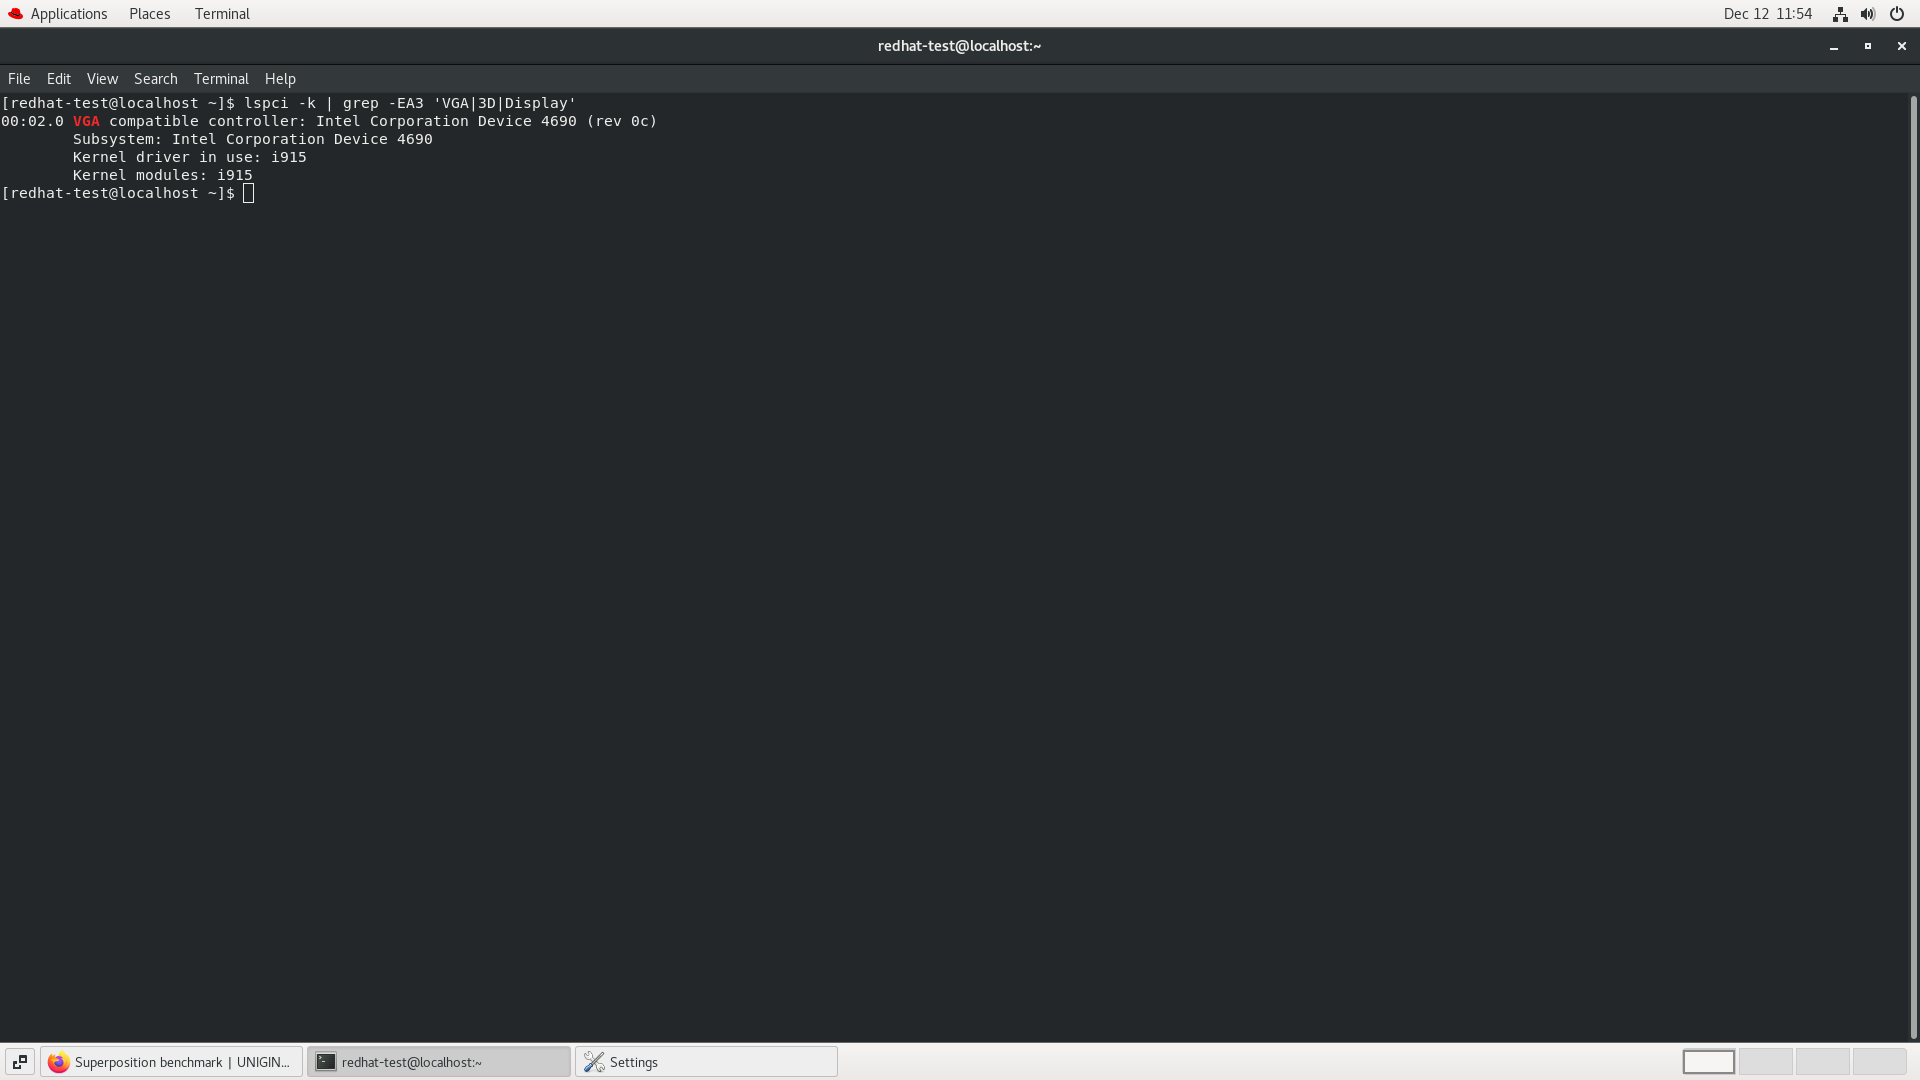 Applications Places Terminal Dec 12 11:54
redhat-test@localhost:~
File Edit View Search Terminal Help
[redhat-test@localhost ~]$ lspci -k | grep -EA3 'VGA|3D|Display'
00:02.0 VGA compatible controller: Intel Corporation Device 4690 (rev 0c)
Subsystem: Intel Corporation Device 4690
Kernel driver in use: i915
Kernel modules: i915
[redhat-test@localhost ~]$
Superposition benchmark | UNIGIN... redhat-test@localhost:~ Settings